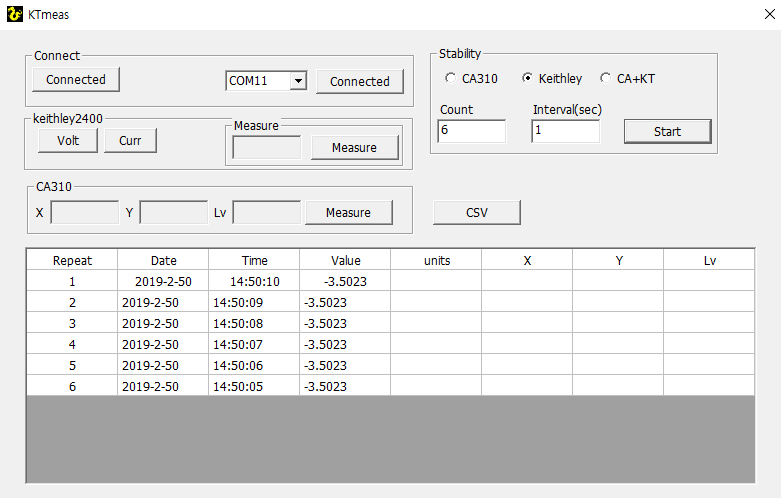 KTmeas
Connect
Connected COM11 Connected
Stability
CA310 Keithley CA+KT
Count Interval(sec)
6 1 Start
keithley2400
Volt Curr
Measure
Measure
CA310
X Y Lv Measure
CSV
Repeat Date Time Value units X Y Lv
1 2019-2-50 14:50:10 -3.5023
2 2019-2-50 14:50:09 -3.5023
3 2019-2-50 14:50:08 -3.5023
4 2019-2-50 14:50:07 -3.5023
5 2019-2-50 14:50:06 -3.5023
6 2019-2-50 14:50:05 -3.5023